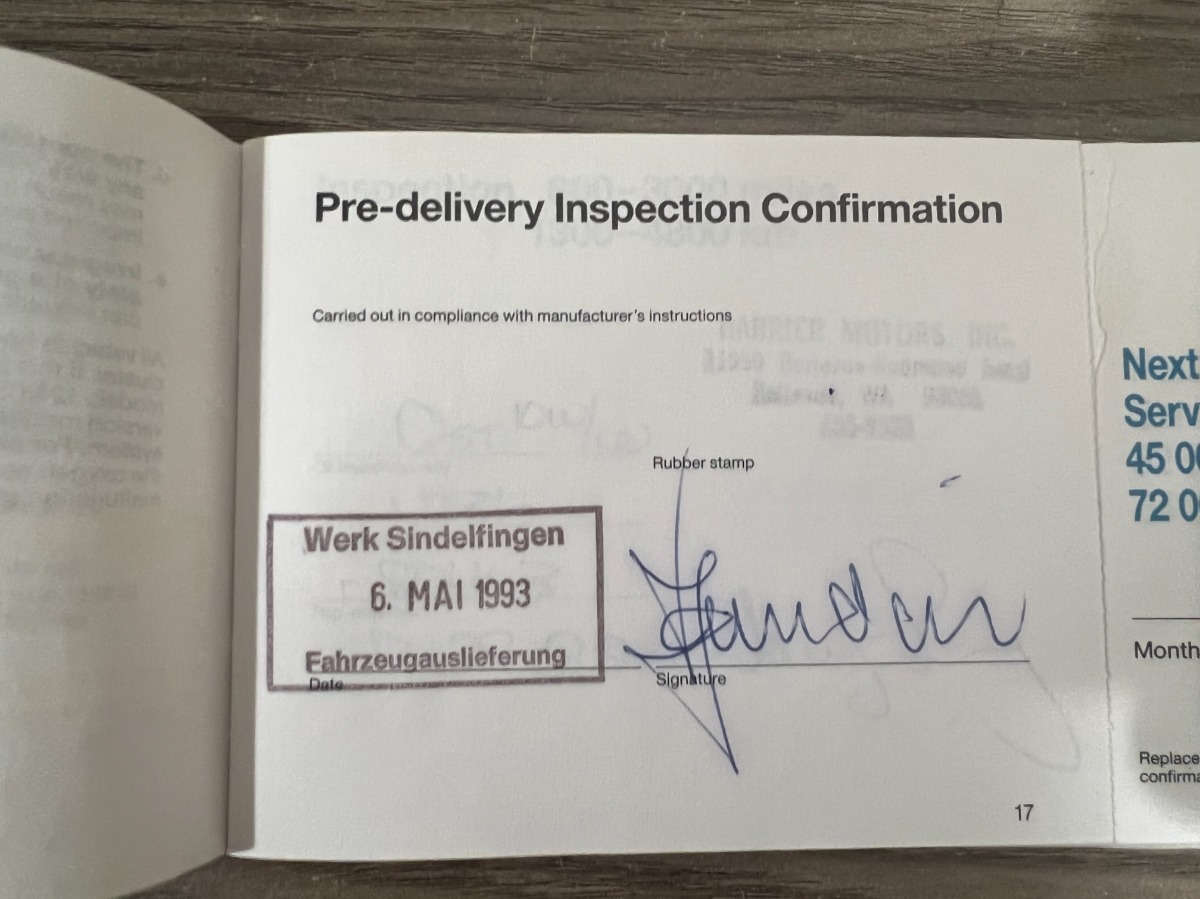 Pre-delivery Inspection Confirmation
Carried out in compliance with manufacturer's instructions
Rubber stamp
Werk Sindelfingen
6. MAI 1993
Fahrzeugauslieferung
Date
Signature
17
Next
Serv
45 0
72 0
Month
Replace
confirma